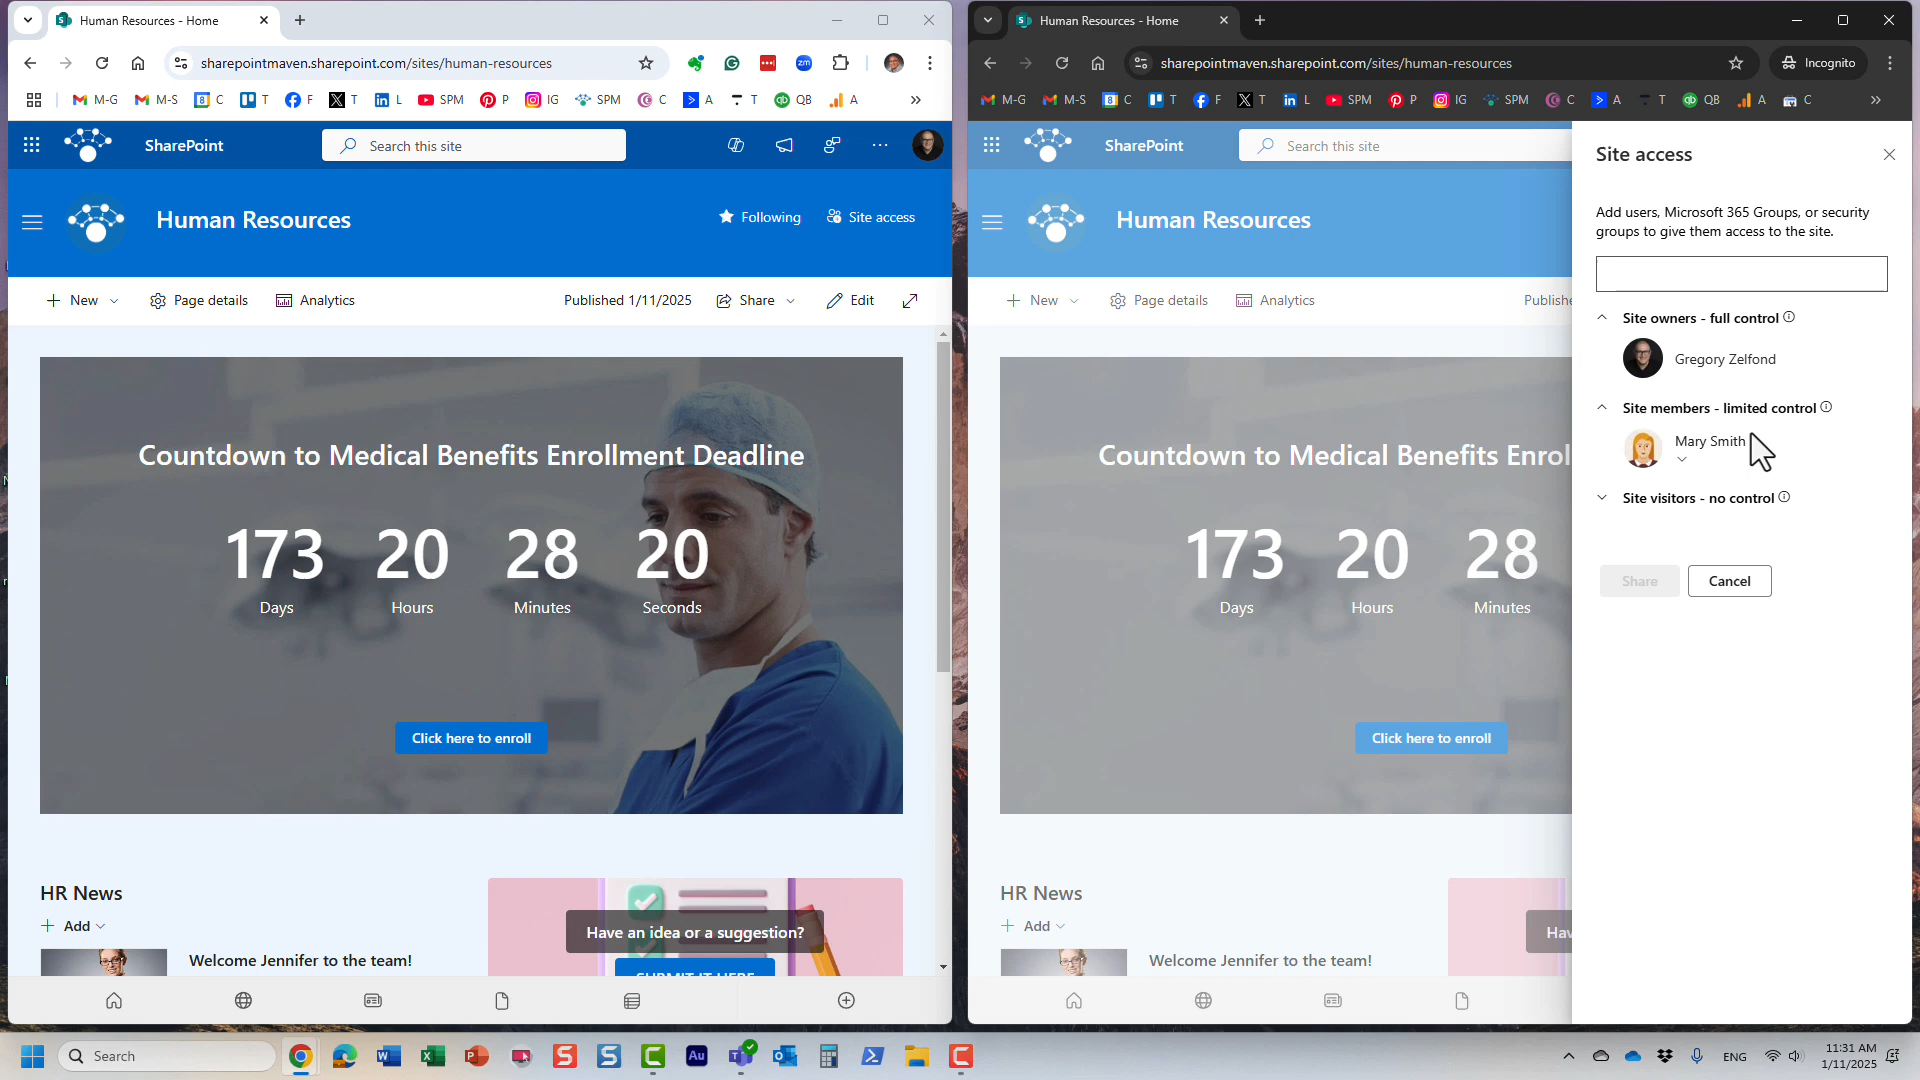 Human Resources - Home
sharepointmaven.sharepoint.com/sites/human-resources
M-G
M-S
C
T
F
T
L
SPM
P
IG
SPM
C
A
T
QB
A
SharePoint
Search this site
Human Resources
Following
Site access
New
Page details
Analytics
Published 1/11/2025
Share
Edit
Countdown to Medical Benefits Enrollment Deadline
173 20 28 20
Days Hours Minutes Seconds
Click here to enroll
HR News
Add
Welcome Jennifer to the team!
Have an idea or a suggestion?
SUBMIT IT HERE
Human Resources - Home
sharepointmaven.sharepoint.com/sites/human-resources
Incognito
M-G
M-S
C
T
F
T
L
SPM
P
IG
SPM
C
A
T
QB
A
C
SharePoint
Search this site
Human Resources
New
Page details
Analytics
Publishe
Countdown to Medical Benefits Enrol
173 20 28
Days Hours Minutes
Click here to enroll
HR News
Add
Welcome Jennifer to the team!
Hav
Site access
Add users, Microsoft 365 Groups, or security
groups to give them access to the site.
Site owners - full control
Gregory Zelfond
Site members - limited control
Mary Smith
Site visitors - no control
Share
Cancel
Search
ENG
11:31 AM
1/11/2025